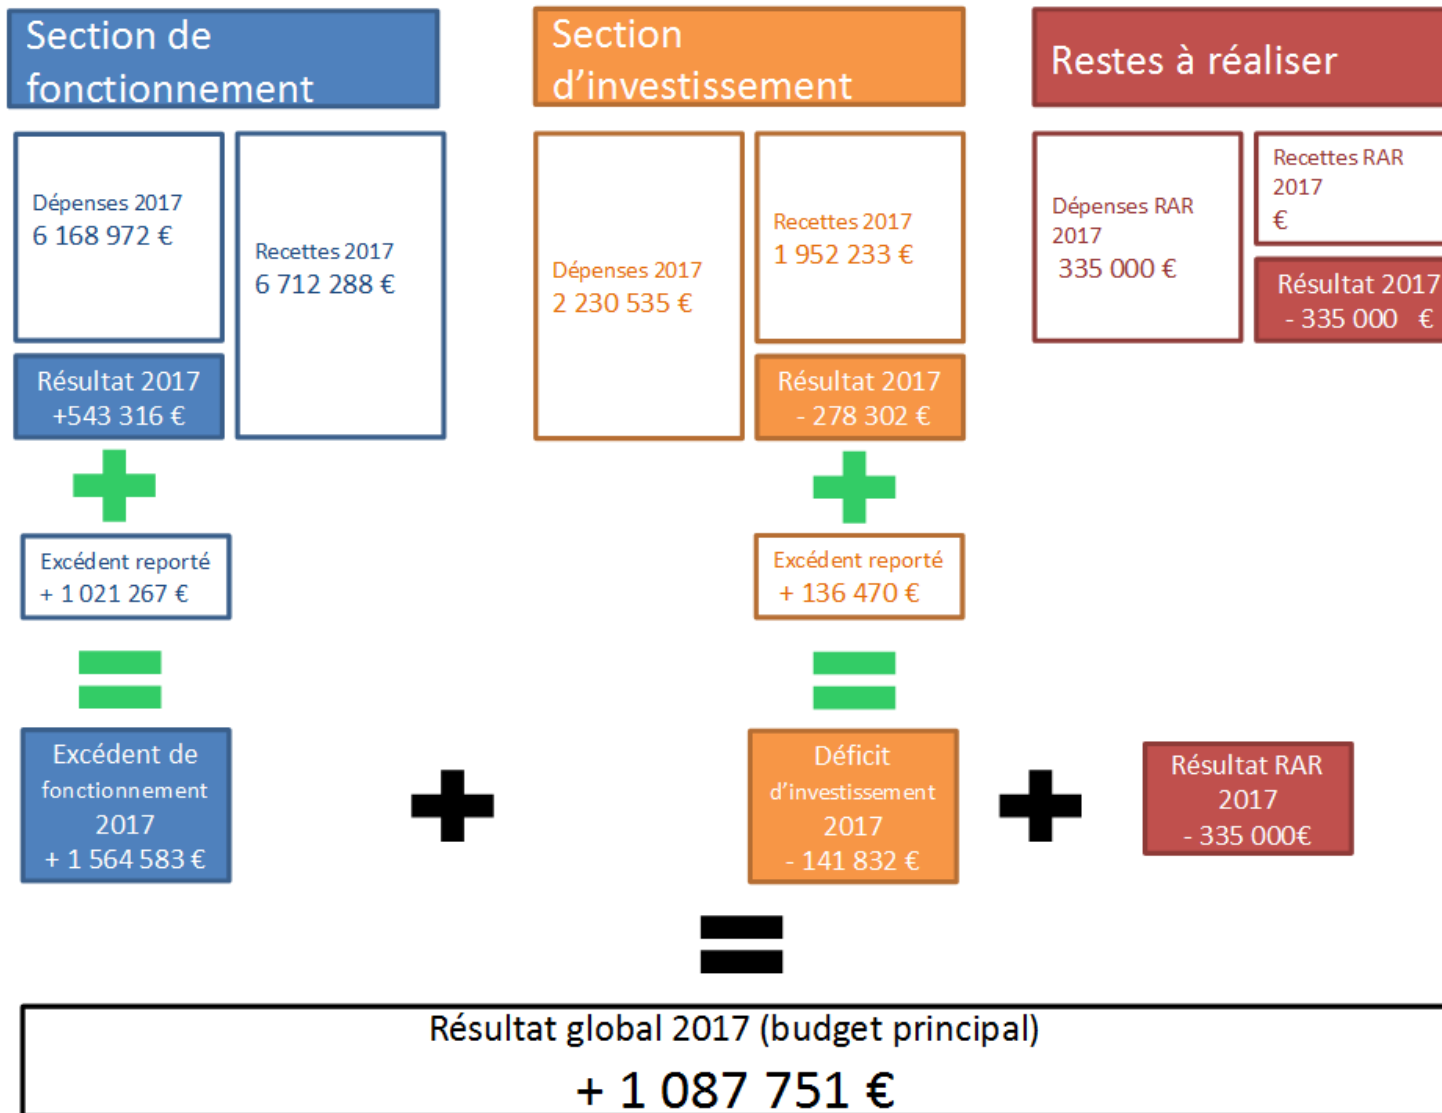 Section de
fonctionnement
Section
d’investissement
Restes à réaliser
Dépenses 2017
6 168 972 €
Recettes 2017
6 712 288 €
Résultat 2017
+543 316 €
Dépenses 2017
2 230 535 €
Recettes 2017
1 952 233 €
Résultat 2017
- 278 302 €
Dépenses RAR
2017
335 000 €
Recettes RAR
2017
€
Résultat 2017
- 335 000 €
Excédent reporté
+ 1 021 267 €
Excédent reporté
+ 136 470 €
Excédent de
fonctionnement
2017
+ 1 564 583 €
Déficit
d’investissement
2017
- 141 832 €
Résultat RAR
2017
- 335 000€
Résultat global 2017 (budget principal)
+ 1 087 751 €